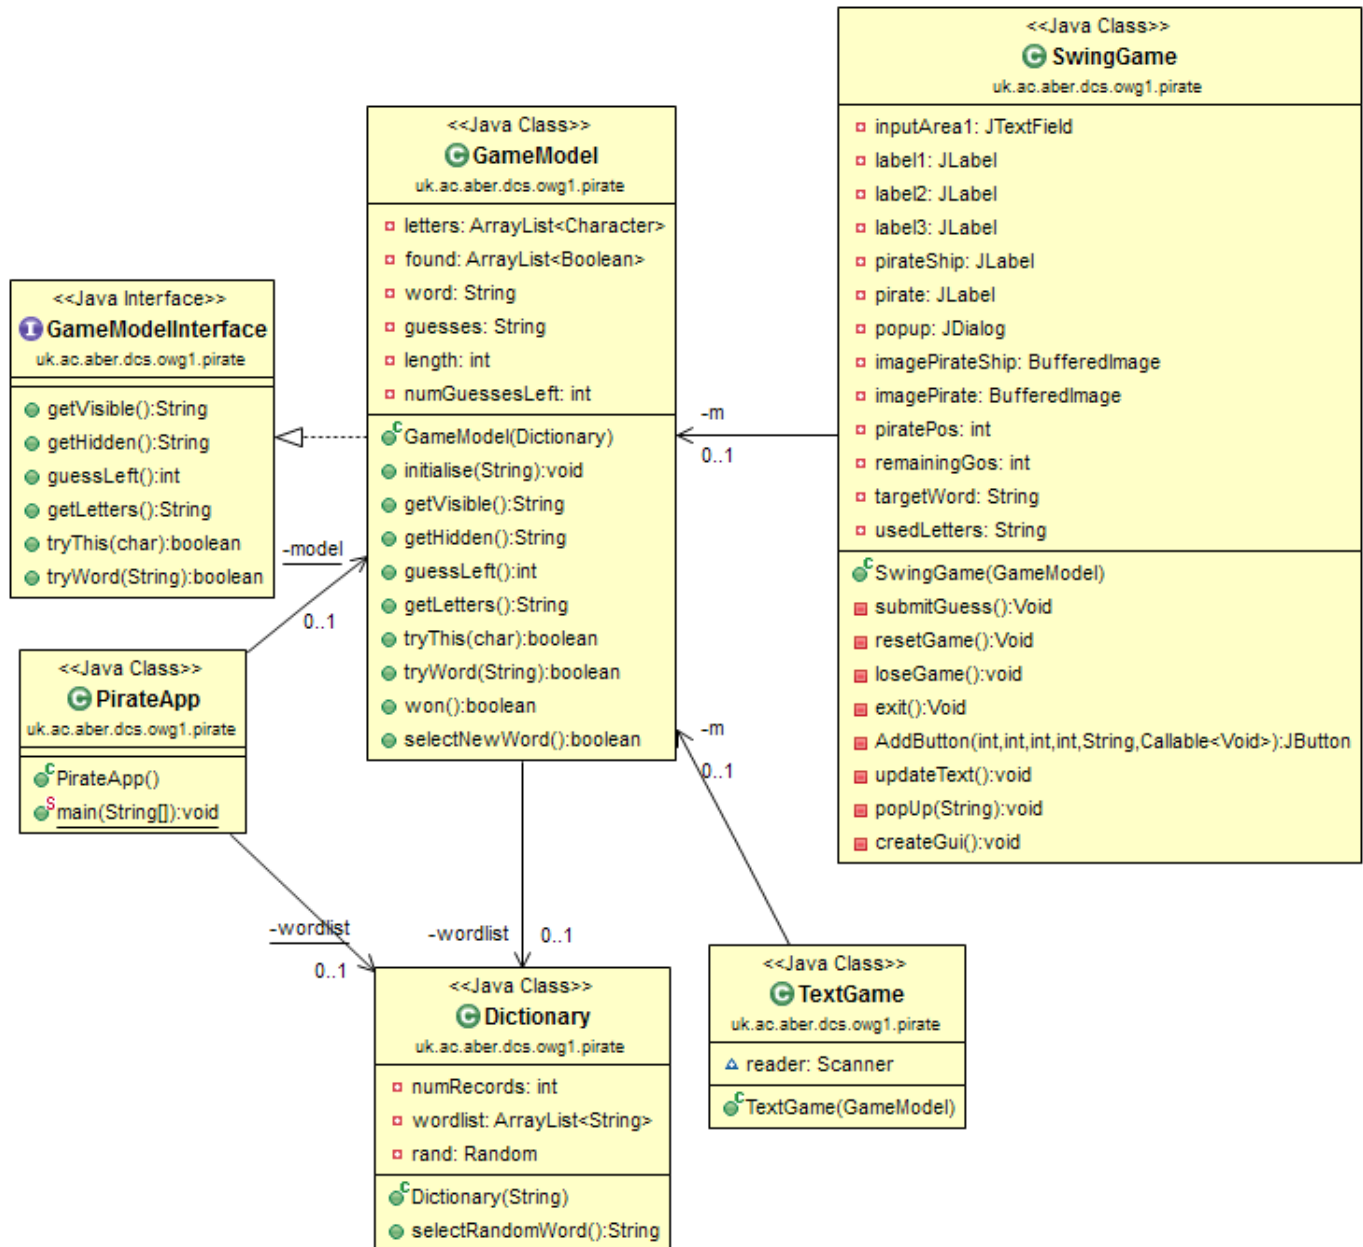 <<Java Class>>
SwingGame
uk.ac.aber.dcs.owg1.pirate
inputArea1: JTextField
label1: JLabel
label2: JLabel
label3: JLabel
pirateShip: JLabel
pirate: JLabel
popup: JDialog
imagePirateShip: BufferedImage
imagePirate: BufferedImage
piratePos: int
remainingGos: int
targetWord: String
usedLetters: String
SwingGame(GameModel)
submitGuess():Void
resetGame():Void
loseGame():void
exit():Void
AddButton(int,int,int,int,String,Callable<Void>):JButton
updateText():void
popUp(String):void
createGui():void
<<Java Class>>
GameModel
uk.ac.aber.dcs.owg1.pirate
letters: ArrayList<Character>
found: ArrayList<Boolean>
word: String
guesses: String
length: int
numGuessesLeft: int
GameModel(Dictionary)
initialise(String):void
getVisible():String
getHidden():String
guessLeft():int
getLetters():String
tryThis(char):boolean
tryWord(String):boolean
won():boolean
selectNewWord():boolean
-m
0..1
<<Java Interface>>
GameModelInterface
uk.ac.aber.dcs.owg1.pirate
getVisible():String
getHidden():String
guessLeft():int
getLetters():String
tryThis(char):boolean
tryWord(String):boolean
-model
0..1
<<Java Class>>
PirateApp
uk.ac.aber.dcs.owg1.pirate
PirateApp()
main(String[]):void
-m
0..1
-wordlist
0..1
-wordlist
0..1
<<Java Class>>
TextGame
uk.ac.aber.dcs.owg1.pirate
reader: Scanner
TextGame(GameModel)
<<Java Class>>
Dictionary
uk.ac.aber.dcs.owg1.pirate
numRecords: int
wordlist: ArrayList<String>
rand: Random
Dictionary(String)
selectRandomWord():String